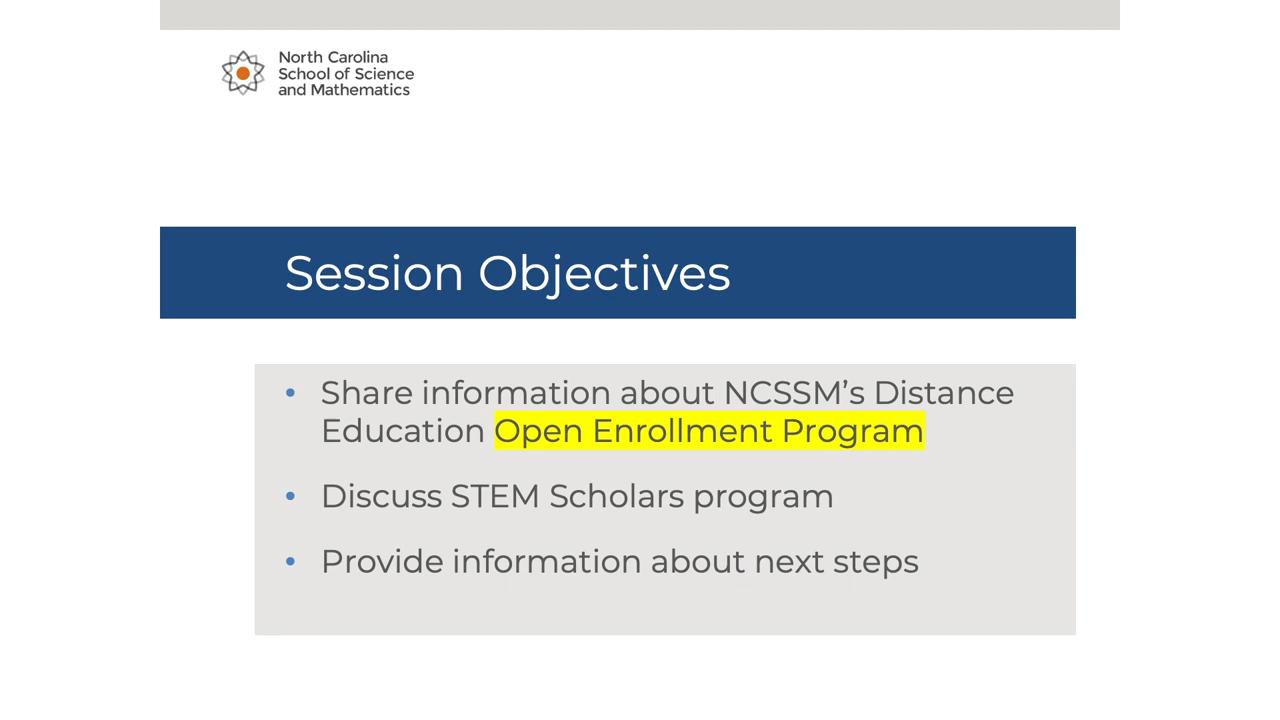 North Carolina
School of Science
and Mathematics
Session Objectives
• Share information about NCSSM’s Distance
Education Open Enrollment Program
• Discuss STEM Scholars program
• Provide information about next steps